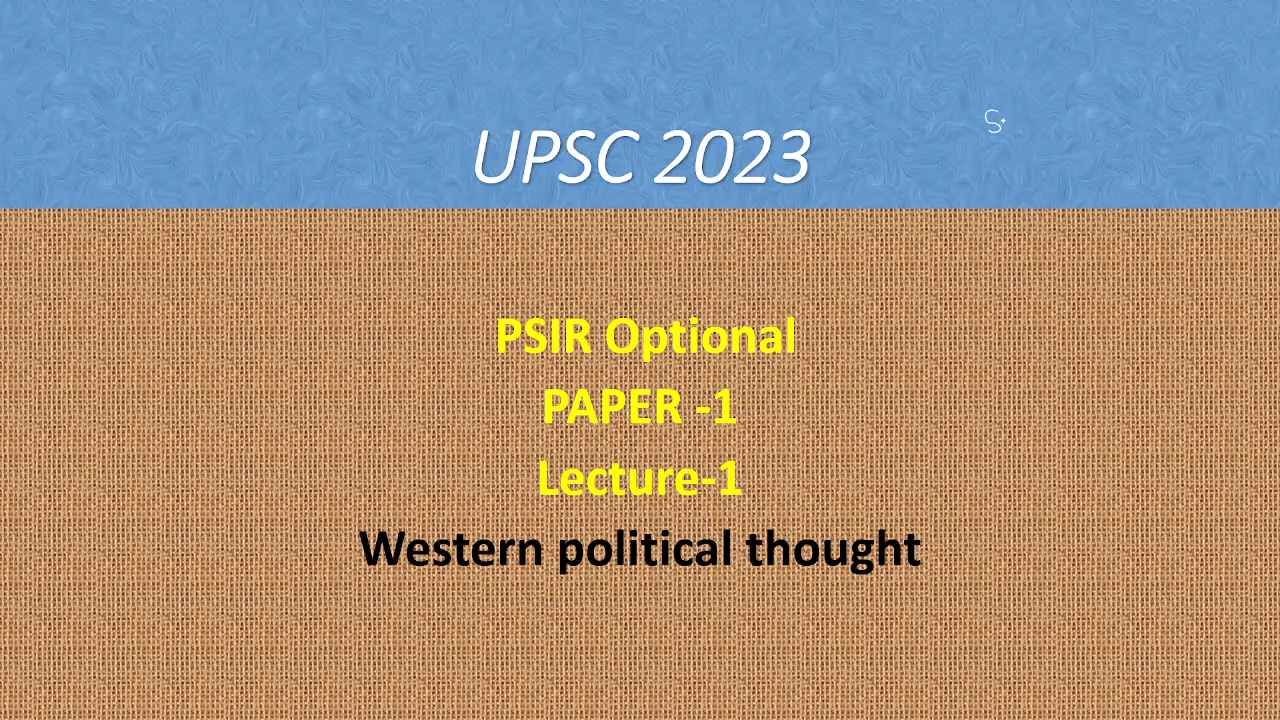 UPSC 2023
PSIR Optional
PAPER -1
Lecture-1
Western political thought